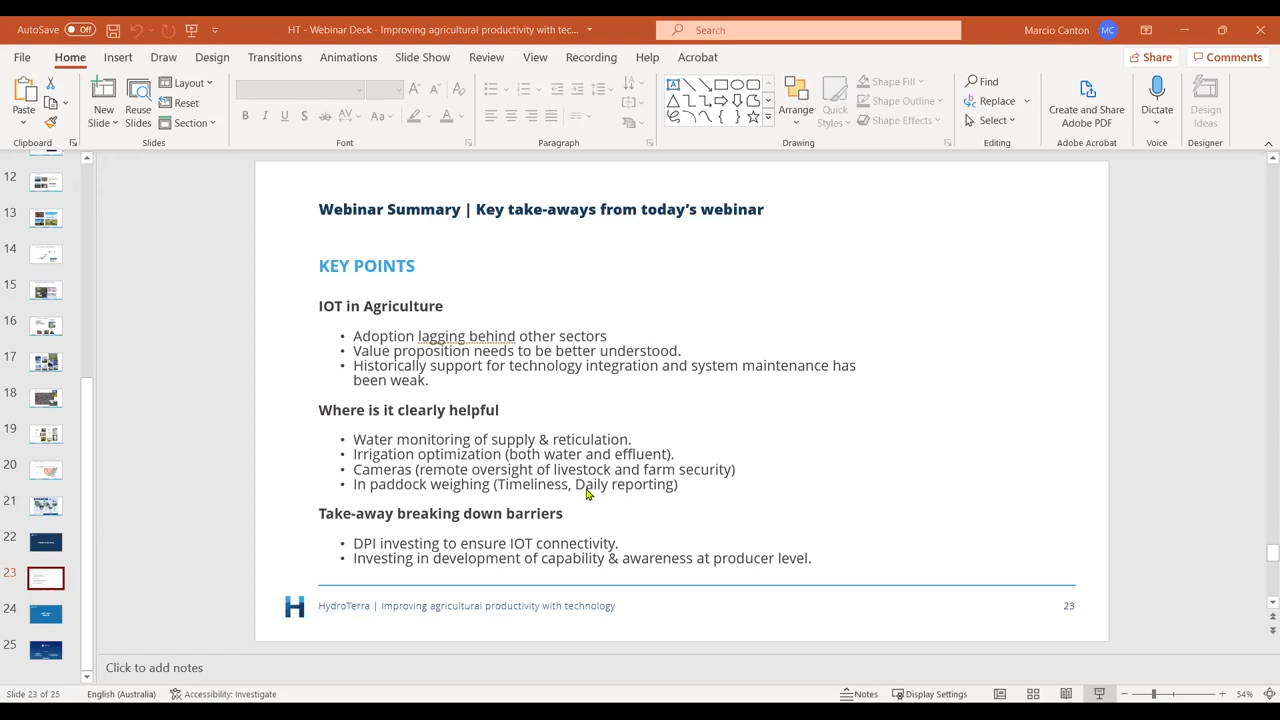 AutoSave Off
HT - Webinar Deck - Improving agricultural productivity with tec...
Search
Marcio Canton MC
File Home Insert Draw Design Transitions Animations Slide Show Review View Recording Help Acrobat
Share Comments
Paste
New Slide
Reuse Slides
Layout
Reset
Section
Arrange
Quick Styles
Shape Fill
Shape Outline
Shape Effects
Find
Replace
Select
Create and Share Adobe PDF
Dictate
Design Ideas
Clipboard Slides Font Paragraph Drawing Editing Adobe Acrobat Voice Designer
12
13
14
15
16
17
18
19
20
21
22
23
24
25
Webinar Summary | Key take-aways from today's webinar
KEY POINTS
IOT in Agriculture
• Adoption lagging behind other sectors
• Value proposition needs to be better understood.
• Historically support for technology integration and system maintenance has
been weak.
Where is it clearly helpful
• Water monitoring of supply & reticulation.
• Irrigation optimization (both water and effluent).
• Cameras (remote oversight of livestock and farm security)
• In paddock weighing (Timeliness, Daily reporting)
Take-away breaking down barriers
• DPI investing to ensure IOT connectivity.
• Investing in development of capability & awareness at producer level.
H HydroTerra | Improving agricultural productivity with technology 23
Click to add notes
Slide 23 of 25 English (Australia) Accessibility: Investigate Notes Display Settings 54%